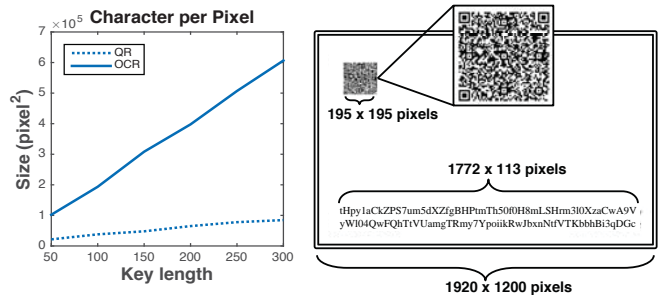 Character per Pixel
×10⁵
7
6
5
4
3
2
1
0
QR
OCR
Size (pixel²)
50 100 150 200 250 300
Key length
195 x 195 pixels
1772 x 113 pixels
tHpy1aCkZPS7um5dXZfgBHPtmTh50f0H8mLSHrm3l0XzaCwA9V
yWl04QwFQhTtVUamgTRmy7YpoiikRwJbxnNtfVTKbbhBi3qDGc
1920 x 1200 pixels